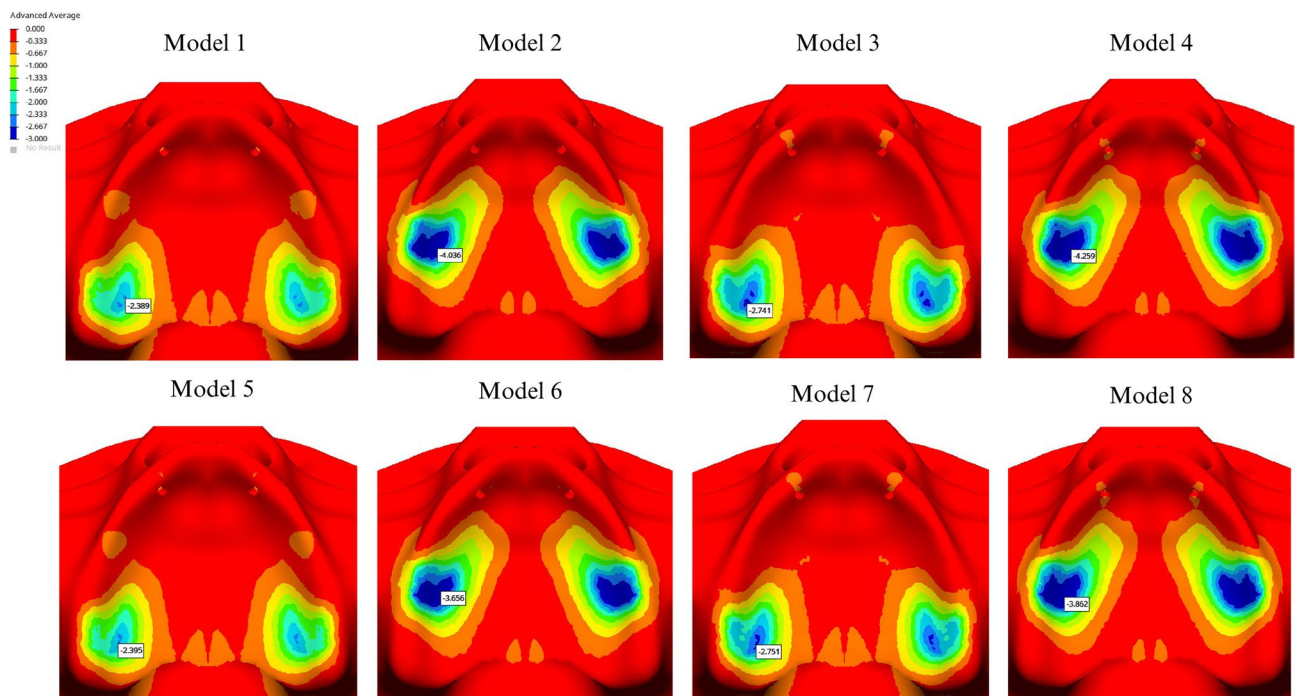 Advanced Average
0.000
-0.333
-0.667
-1.000
-1.333
-1.667
-2.000
-2.333
-2.667
-3.000
No Result
Model 1
Model 2
Model 3
Model 4
-2.389
-4.036
-2.741
-4.259
Model 5
Model 6
Model 7
Model 8
-2.395
-3.656
-2.751
-3.862